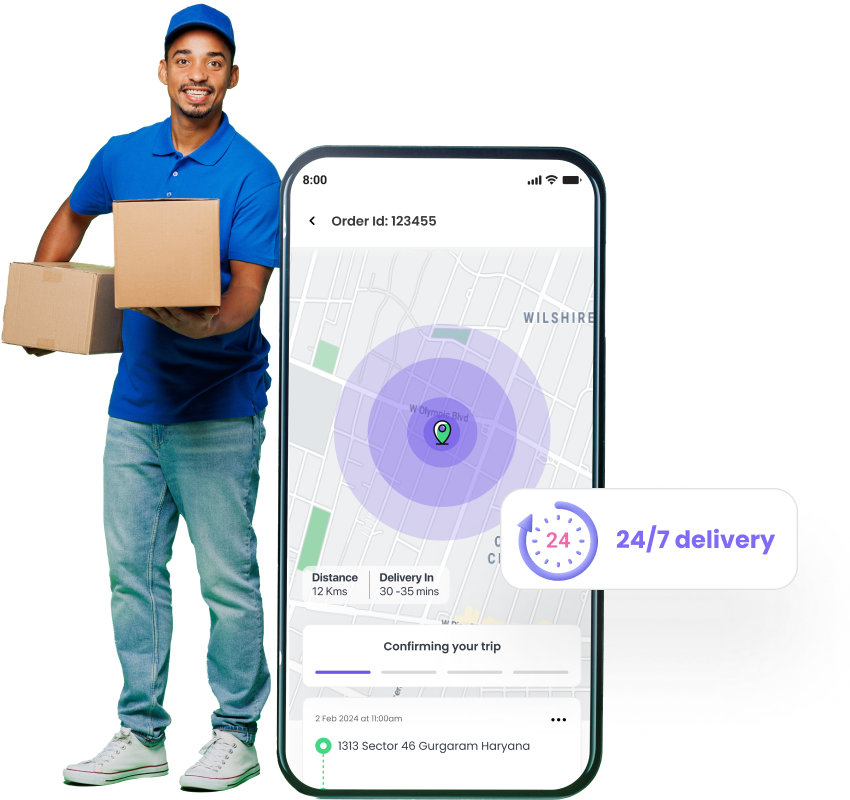 8:00
Order Id: 123455
WILSHIRE
W Olympic Blvd
Distance
12 Kms
Delivery In
30 -35 mins
24
24/7 delivery
Confirming your trip
2 Feb 2024 at 11:00am
1313 Sector 46 Gurgaram Haryana